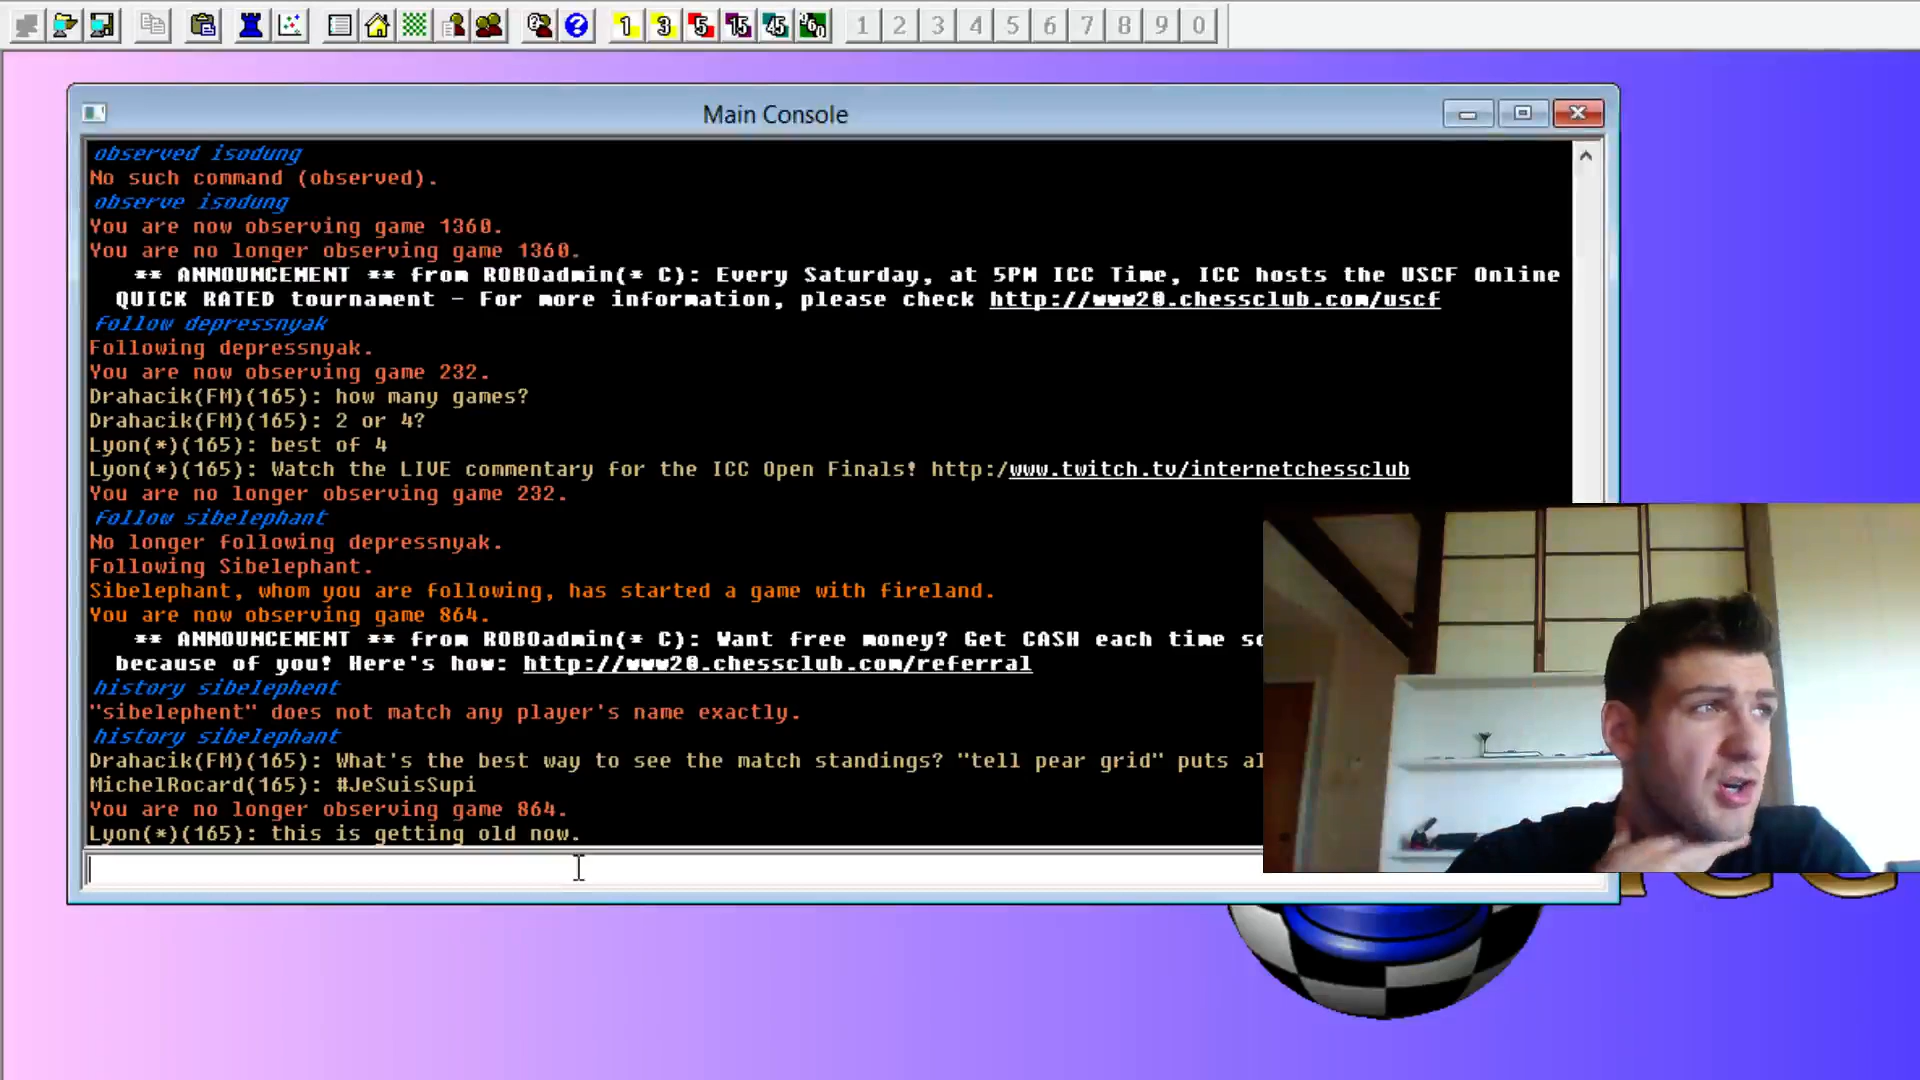 1 3 5 15 45 1 2 3 4 5 6 7 8 9 0
Main Console
observed isodung
No such command (observed).
observe isodung
You are now observing game 1360.
You are no longer observing game 1360.
** ANNOUNCEMENT ** from ROBOadmin(* C): Every Saturday, at 5PM ICC Time, ICC hosts the USCF Online
QUICK RATED tournament - For more information, please check http://www20.chessclub.com/uscf
follow depressnyak
Following depressnyak.
You are now observing game 232.
Drahacik(FM)(165): how many games?
Drahacik(FM)(165): 2 or 4?
Lyon(*)(165): best of 4
Lyon(*)(165): Watch the LIVE commentary for the ICC Open Finals! http:/www.twitch.tv/internetchessclub
You are no longer observing game 232.
follow sibelephant
No longer following depressnyak.
Following Sibelephant.
Sibelephant, whom you are following, has started a game with fireland.
You are now observing game 864.
** ANNOUNCEMENT ** from ROBOadmin(* C): Want free money? Get CASH each time so
because of you! Here's how: http://www20.chessclub.com/referral
history sibelephent
"sibelephent" does not match any player's name exactly.
history sibelephant
Drahacik(FM)(165): What's the best way to see the match standings? "tell pear grid" puts al
MichelRocard(165): #JeSuisSupi
You are no longer observing game 864.
Lyon(*)(165): this is getting old now.